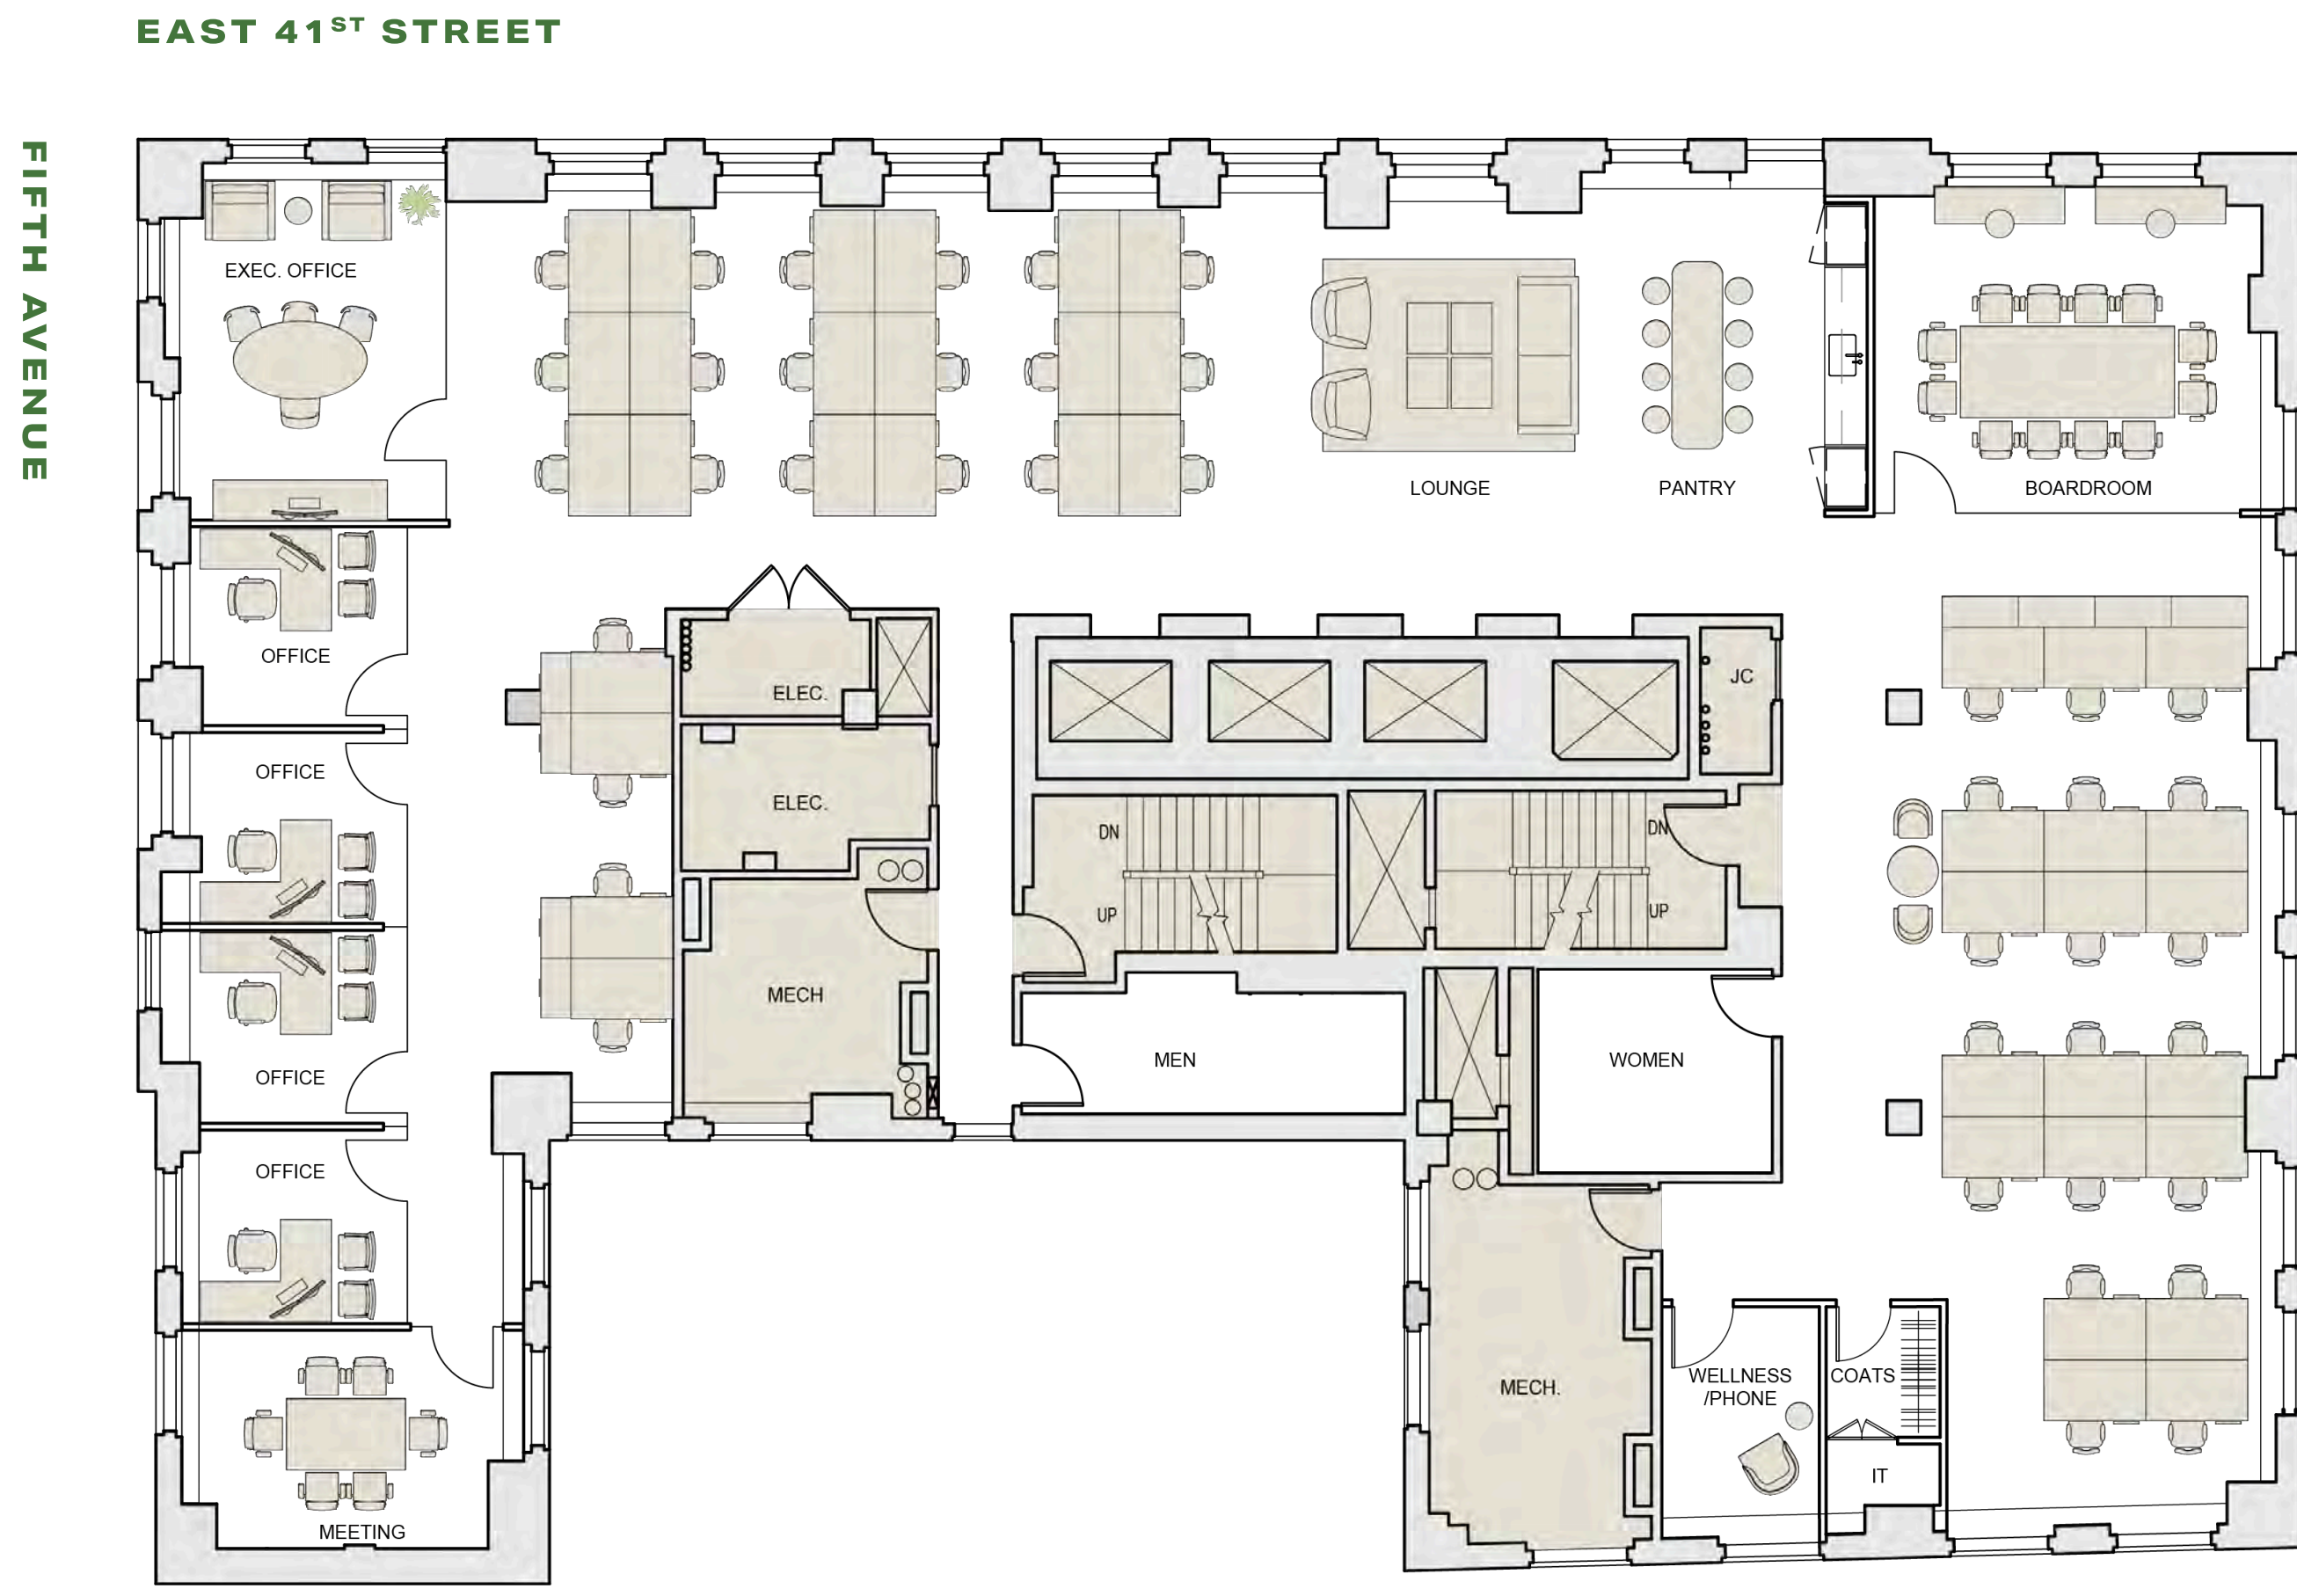 EAST 41ST STREET
FIFTH AVENUE
EXEC. OFFICE
LOUNGE
PANTRY
BOARDROOM
OFFICE
ELEC.
JC
OFFICE
ELEC.
DN
DN
UP
UP
MECH
MEN
WOMEN
OFFICE
OFFICE
WELLNESS
/PHONE
COATS
MECH.
IT
MEETING